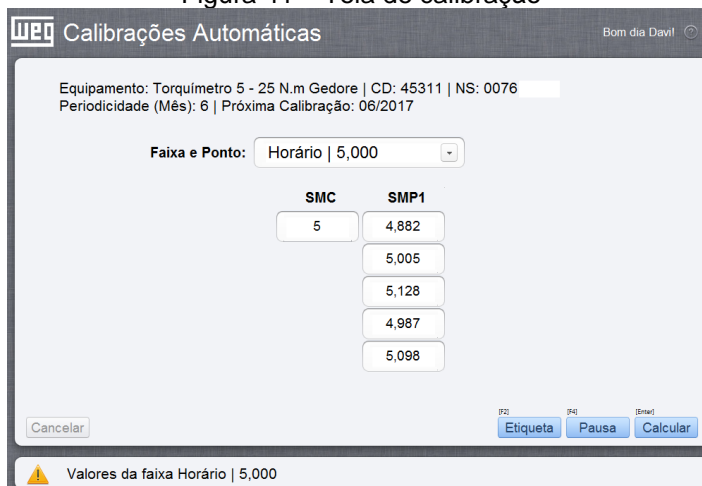 weg Calibrações Automáticas Bom dia Davi! ?
Equipamento: Torquímetro 5 - 25 N.m Gedore | CD: 45311 | NS: 0076
Periodicidade (Mês): 6 | Próxima Calibração: 06/2017
Faixa e Ponto: Horário | 5,000
SMC SMP1
5 4,882
5,005
5,128
4,987
5,098
[F2] [F4] [Enter]
Cancelar Etiqueta Pausa Calcular
Valores da faixa Horário | 5,000